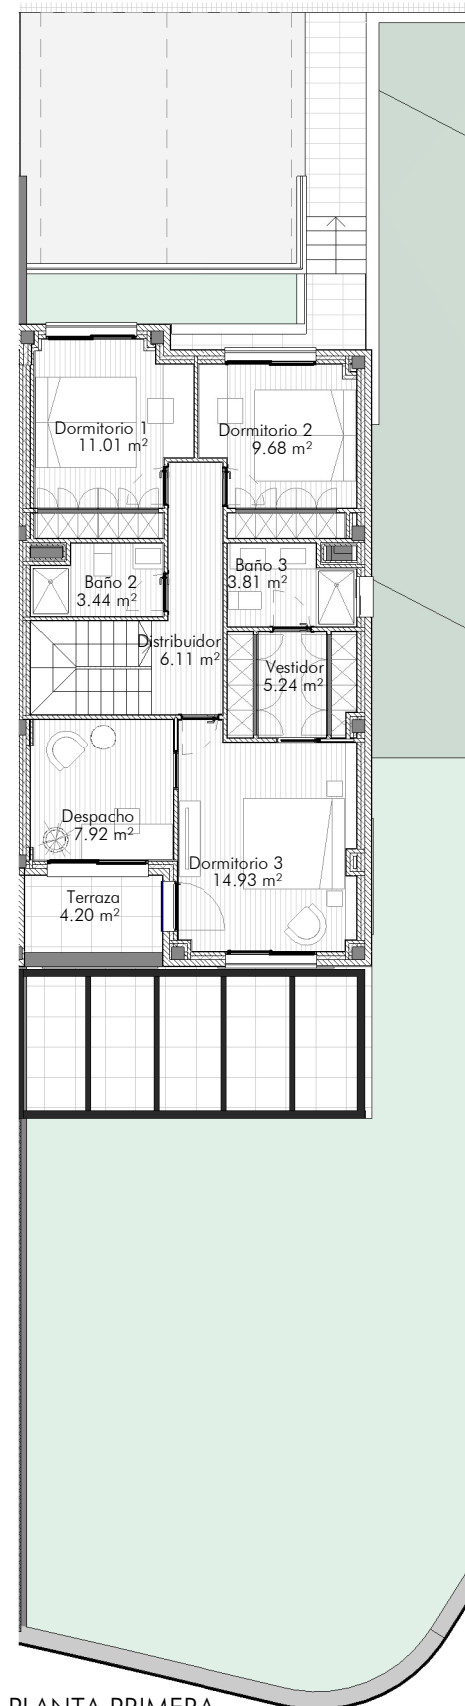 Dormitorio 1
11.01 m²
Dormitorio 2
9.68 m²
Baño 2
3.44 m²
Baño 3
3.81 m²
Distribuidor
6.11 m²
Vestidor
5.24 m²
Despacho
7.92 m²
Dormitorio 3
14.93 m²
Terraza
4.20 m²
PLANTA PRIMERA